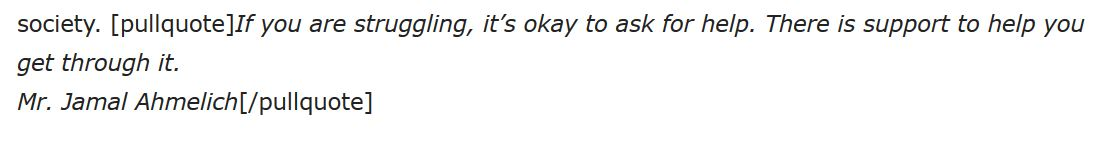 society. [pullquote]If you are struggling, it’s okay to ask for help. There is support to help you
get through it.
Mr. Jamal Ahmelich[/pullquote]